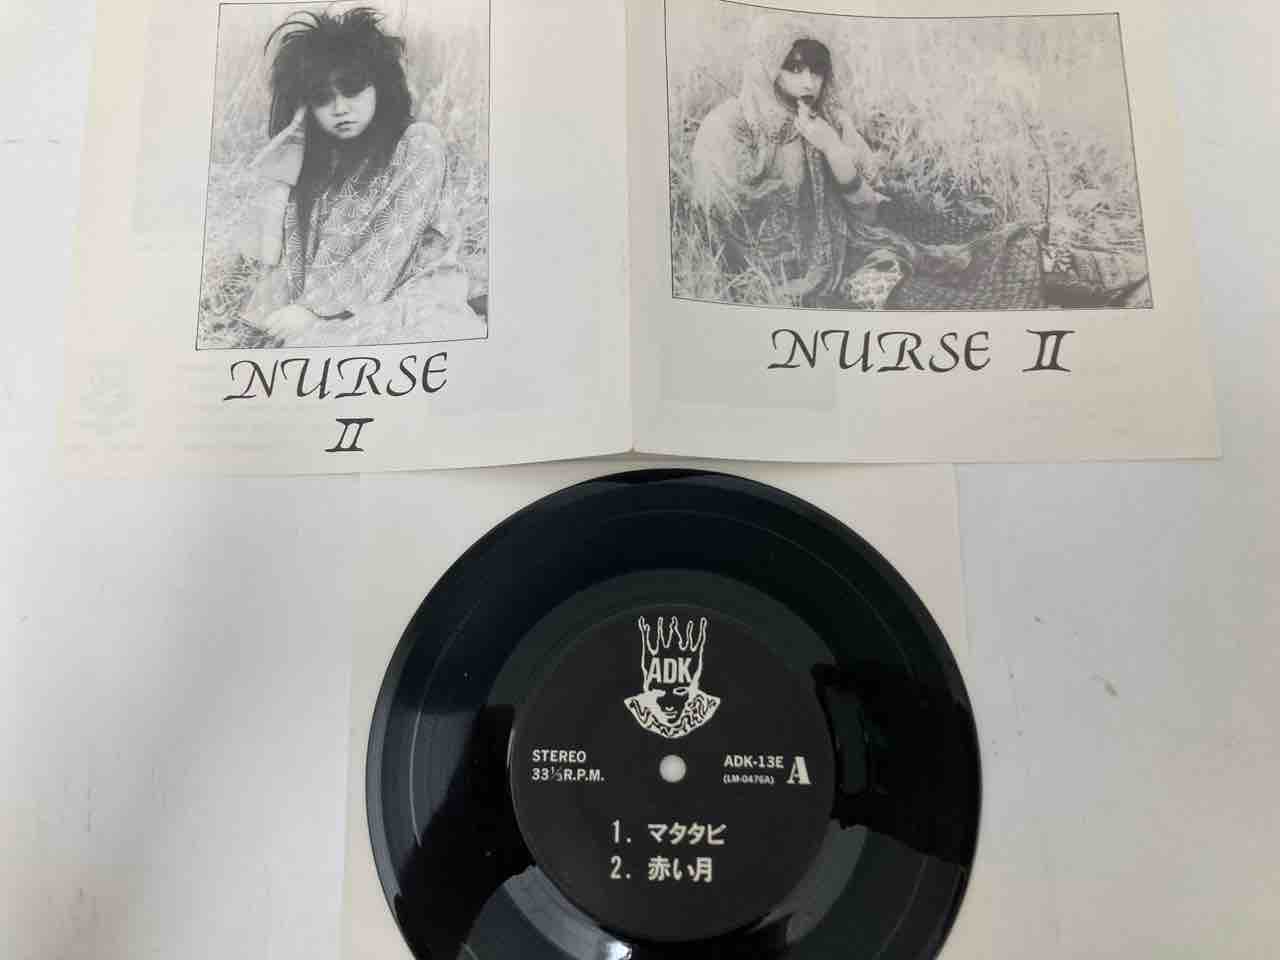 NURSE
II
NURSE II
ADK
STEREO
33⅓R.P.M.
ADK-13E
(LM-0476A)
A
1. マタタビ
2. 赤い月